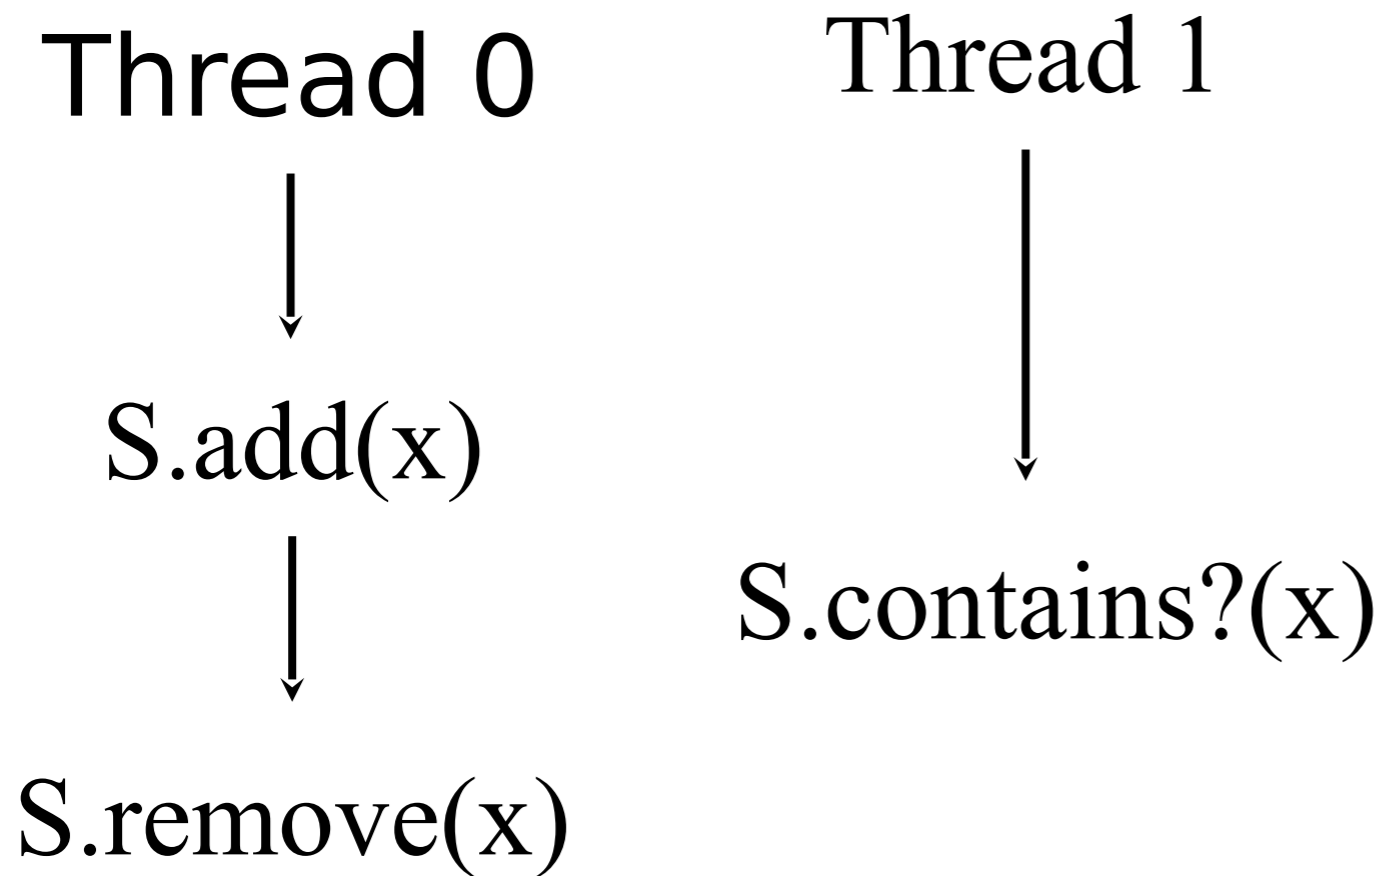 Thread 0
S.add(x)
S.remove(x)
Thread 1
S.contains?(x)